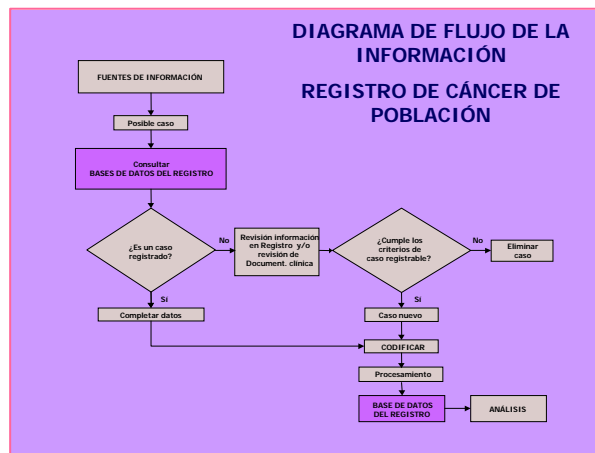 DIAGRAMA DE FLUJO DE LA
INFORMACIÓN
REGISTRO DE CÁNCER DE
POBLACIÓN
FUENTES DE INFORMACIÓN
Posible caso
Consultar
BASES DE DATOS DEL REGISTRO
¿Es un caso
registrado?
No
Revisión información
en Registro y/o
revisión de
Document. clínica
¿Cumple los
criterios de
caso registrable?
No
Eliminar
caso
Sí
Completar datos
Sí
Caso nuevo
CODIFICAR
Procesamiento
BASE DE DATOS
DEL REGISTRO
ANÁLISIS